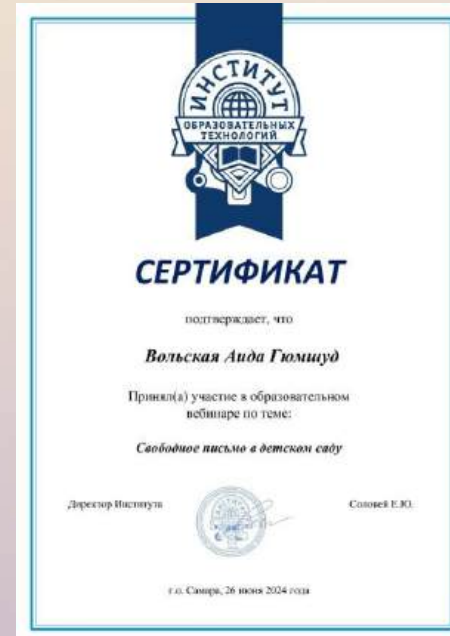 ИНСТИТУТ
ОБРАЗОВАТЕЛЬНЫХ
ТЕХНОЛОГИЙ
СЕРТИФИКАТ
подтверждает, что
Вольская Аида Гюмшуд
Принял(а) участие в образовательном
вебинаре по теме:
Свободное письмо в детском саду
Директор Института Соловей Е.Ю.
г.о. Самара, 26 июня 2024 года